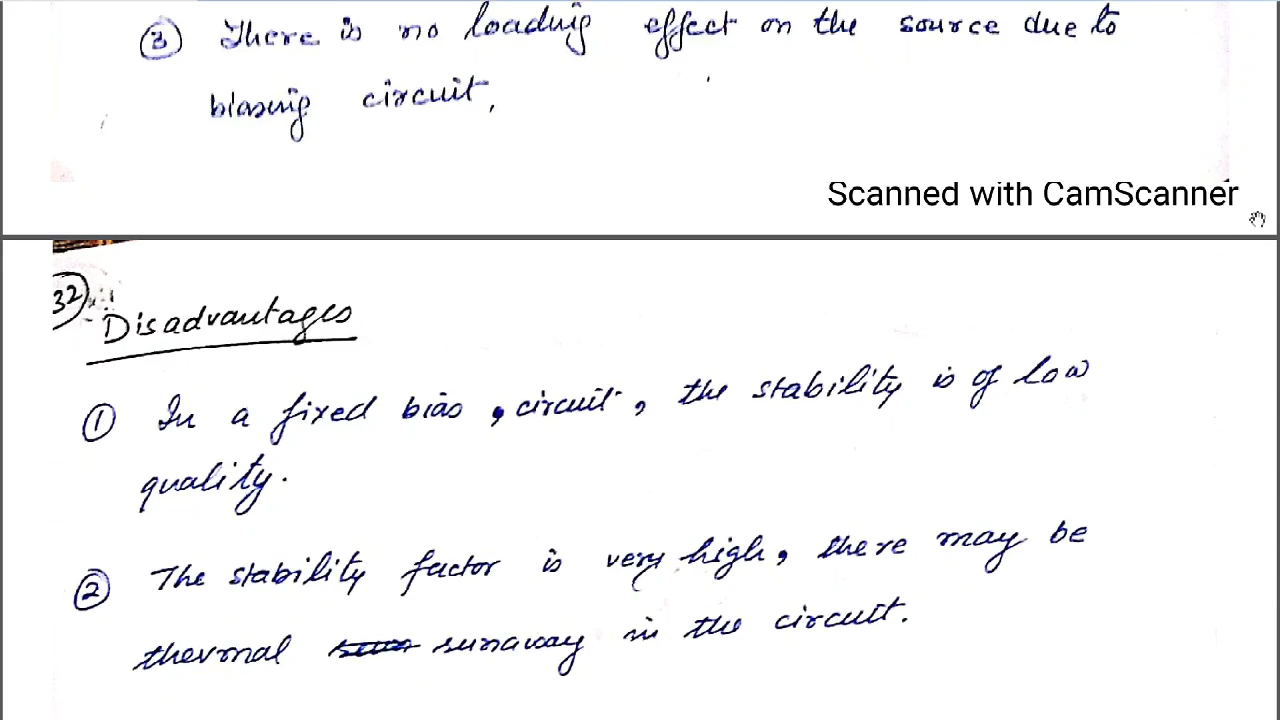 ③ There is no loading effect on the source due to
biasing circuit,
Scanned with CamScanner
32
Disadvantages
① In a fixed bias, circuit, the stability is of low
quality.
② The stability factor is very high, there may be
thermal runaway in the circuit.